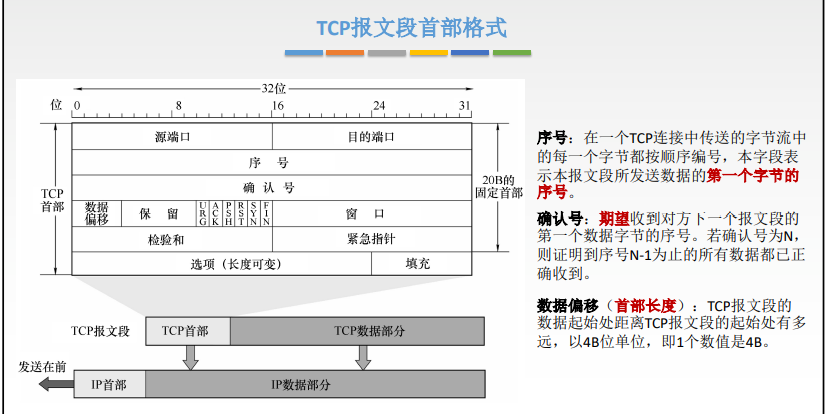 TCP报文段首部格式
32位
位 0 8 16 24 31
源端口 目的端口
序 号
确 认 号
数据偏移 保 留 URG ACK PSH RST SYN FIN 窗 口
检验和 紧急指针
选项（长度可变） 填充
TCP首部
20B的固定首部
TCP报文段 TCP首部 TCP数据部分
发送在前
IP首部 IP数据部分
序号：在一个TCP连接中传送的字节流中
的每一个字节都按顺序编号，本字段表
示本报文段所发送数据的第一个字节的
序号。
确认号：期望收到对方下一个报文段的
第一个数据字节的序号。若确认号为N，
则证明到序号N-1为止的所有数据都已正
确收到。
数据偏移（首部长度）：TCP报文段的
数据起始处距离TCP报文段的起始处有多
远，以4B位单位，即1个数值是4B。